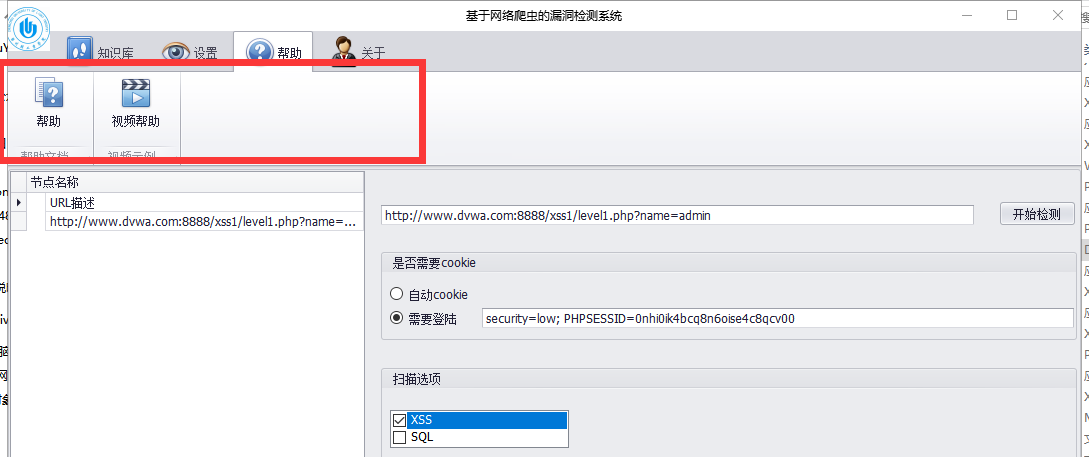 基于网络爬虫的漏洞检测系统
知识库 设置 帮助 关于
帮助 视频帮助
帮助文档 视频示例
节点名称
URL描述
http://www.dvwa.com:8888/xss1/level1.php?name=...
http://www.dvwa.com:8888/xss1/level1.php?name=admin 开始检测
是否需要cookie
自动cookie
需要登陆 security=low; PHPSESSID=0nhi0ik4bcq8n6oise4c8qcv00
扫描选项
XSS
SQL